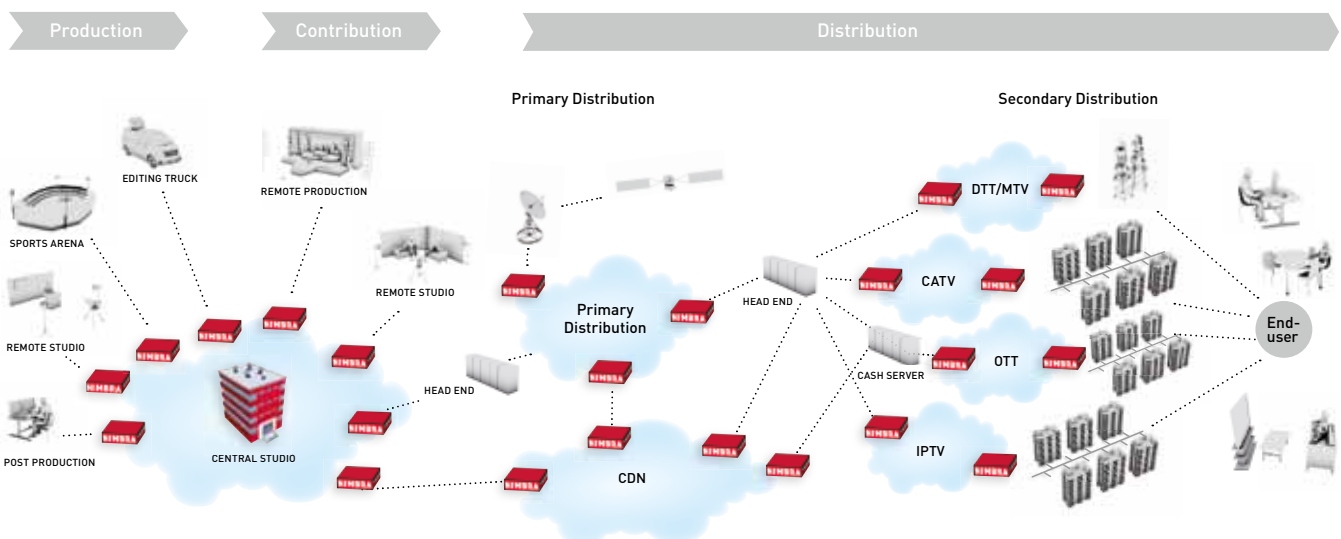 Production
Contribution
Distribution
Primary Distribution
Secondary Distribution
EDITING TRUCK
REMOTE PRODUCTION
SPORTS ARENA
REMOTE STUDIO
REMOTE STUDIO
POST PRODUCTION
CENTRAL STUDIO
HEAD END
Primary
Distribution
CDN
HEAD END
CASH SERVER
DTT/MTV
CATV
OTT
IPTV
End-
user